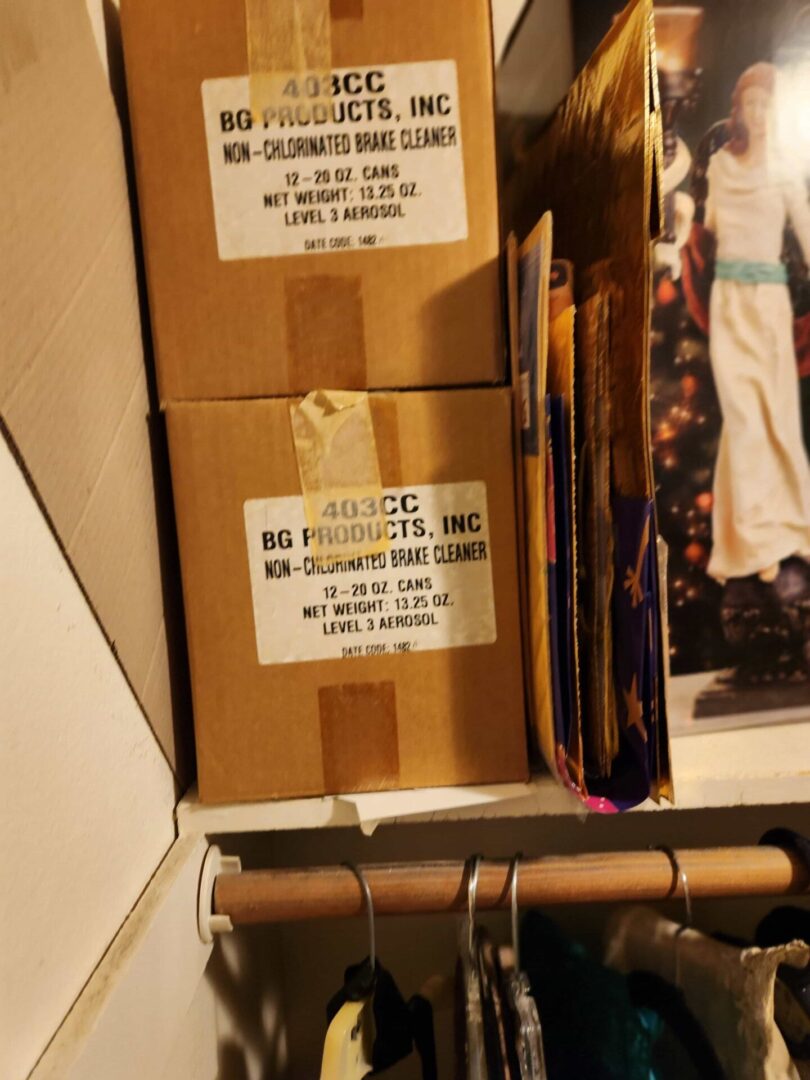 403CC
BG PRODUCTS, INC
NON-CHLORINATED BRAKE CLEANER
12-20 OZ. CANS
NET WEIGHT: 13.25 OZ.
LEVEL 3 AEROSOL
DATE CODE: 1482
403CC
BG PRODUCTS, INC
NON-CHLORINATED BRAKE CLEANER
12-20 OZ. CANS
NET WEIGHT: 13.25 OZ.
LEVEL 3 AEROSOL
DATE CODE: 1482